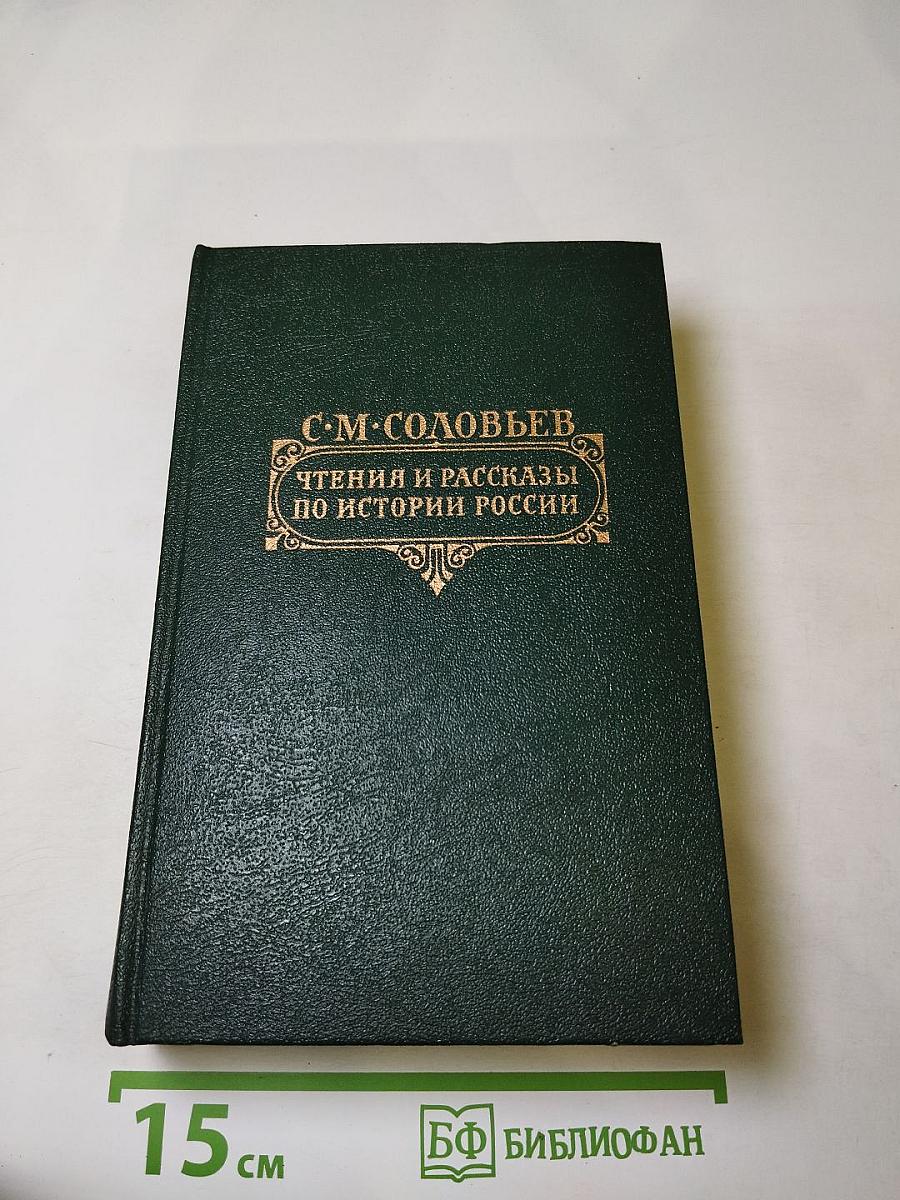 С·М·СОЛОВЬЕВ
ЧТЕНИЯ И РАССКАЗЫ
ПО ИСТОРИИ РОССИИ
15 см
БФ БИБЛИОФАН